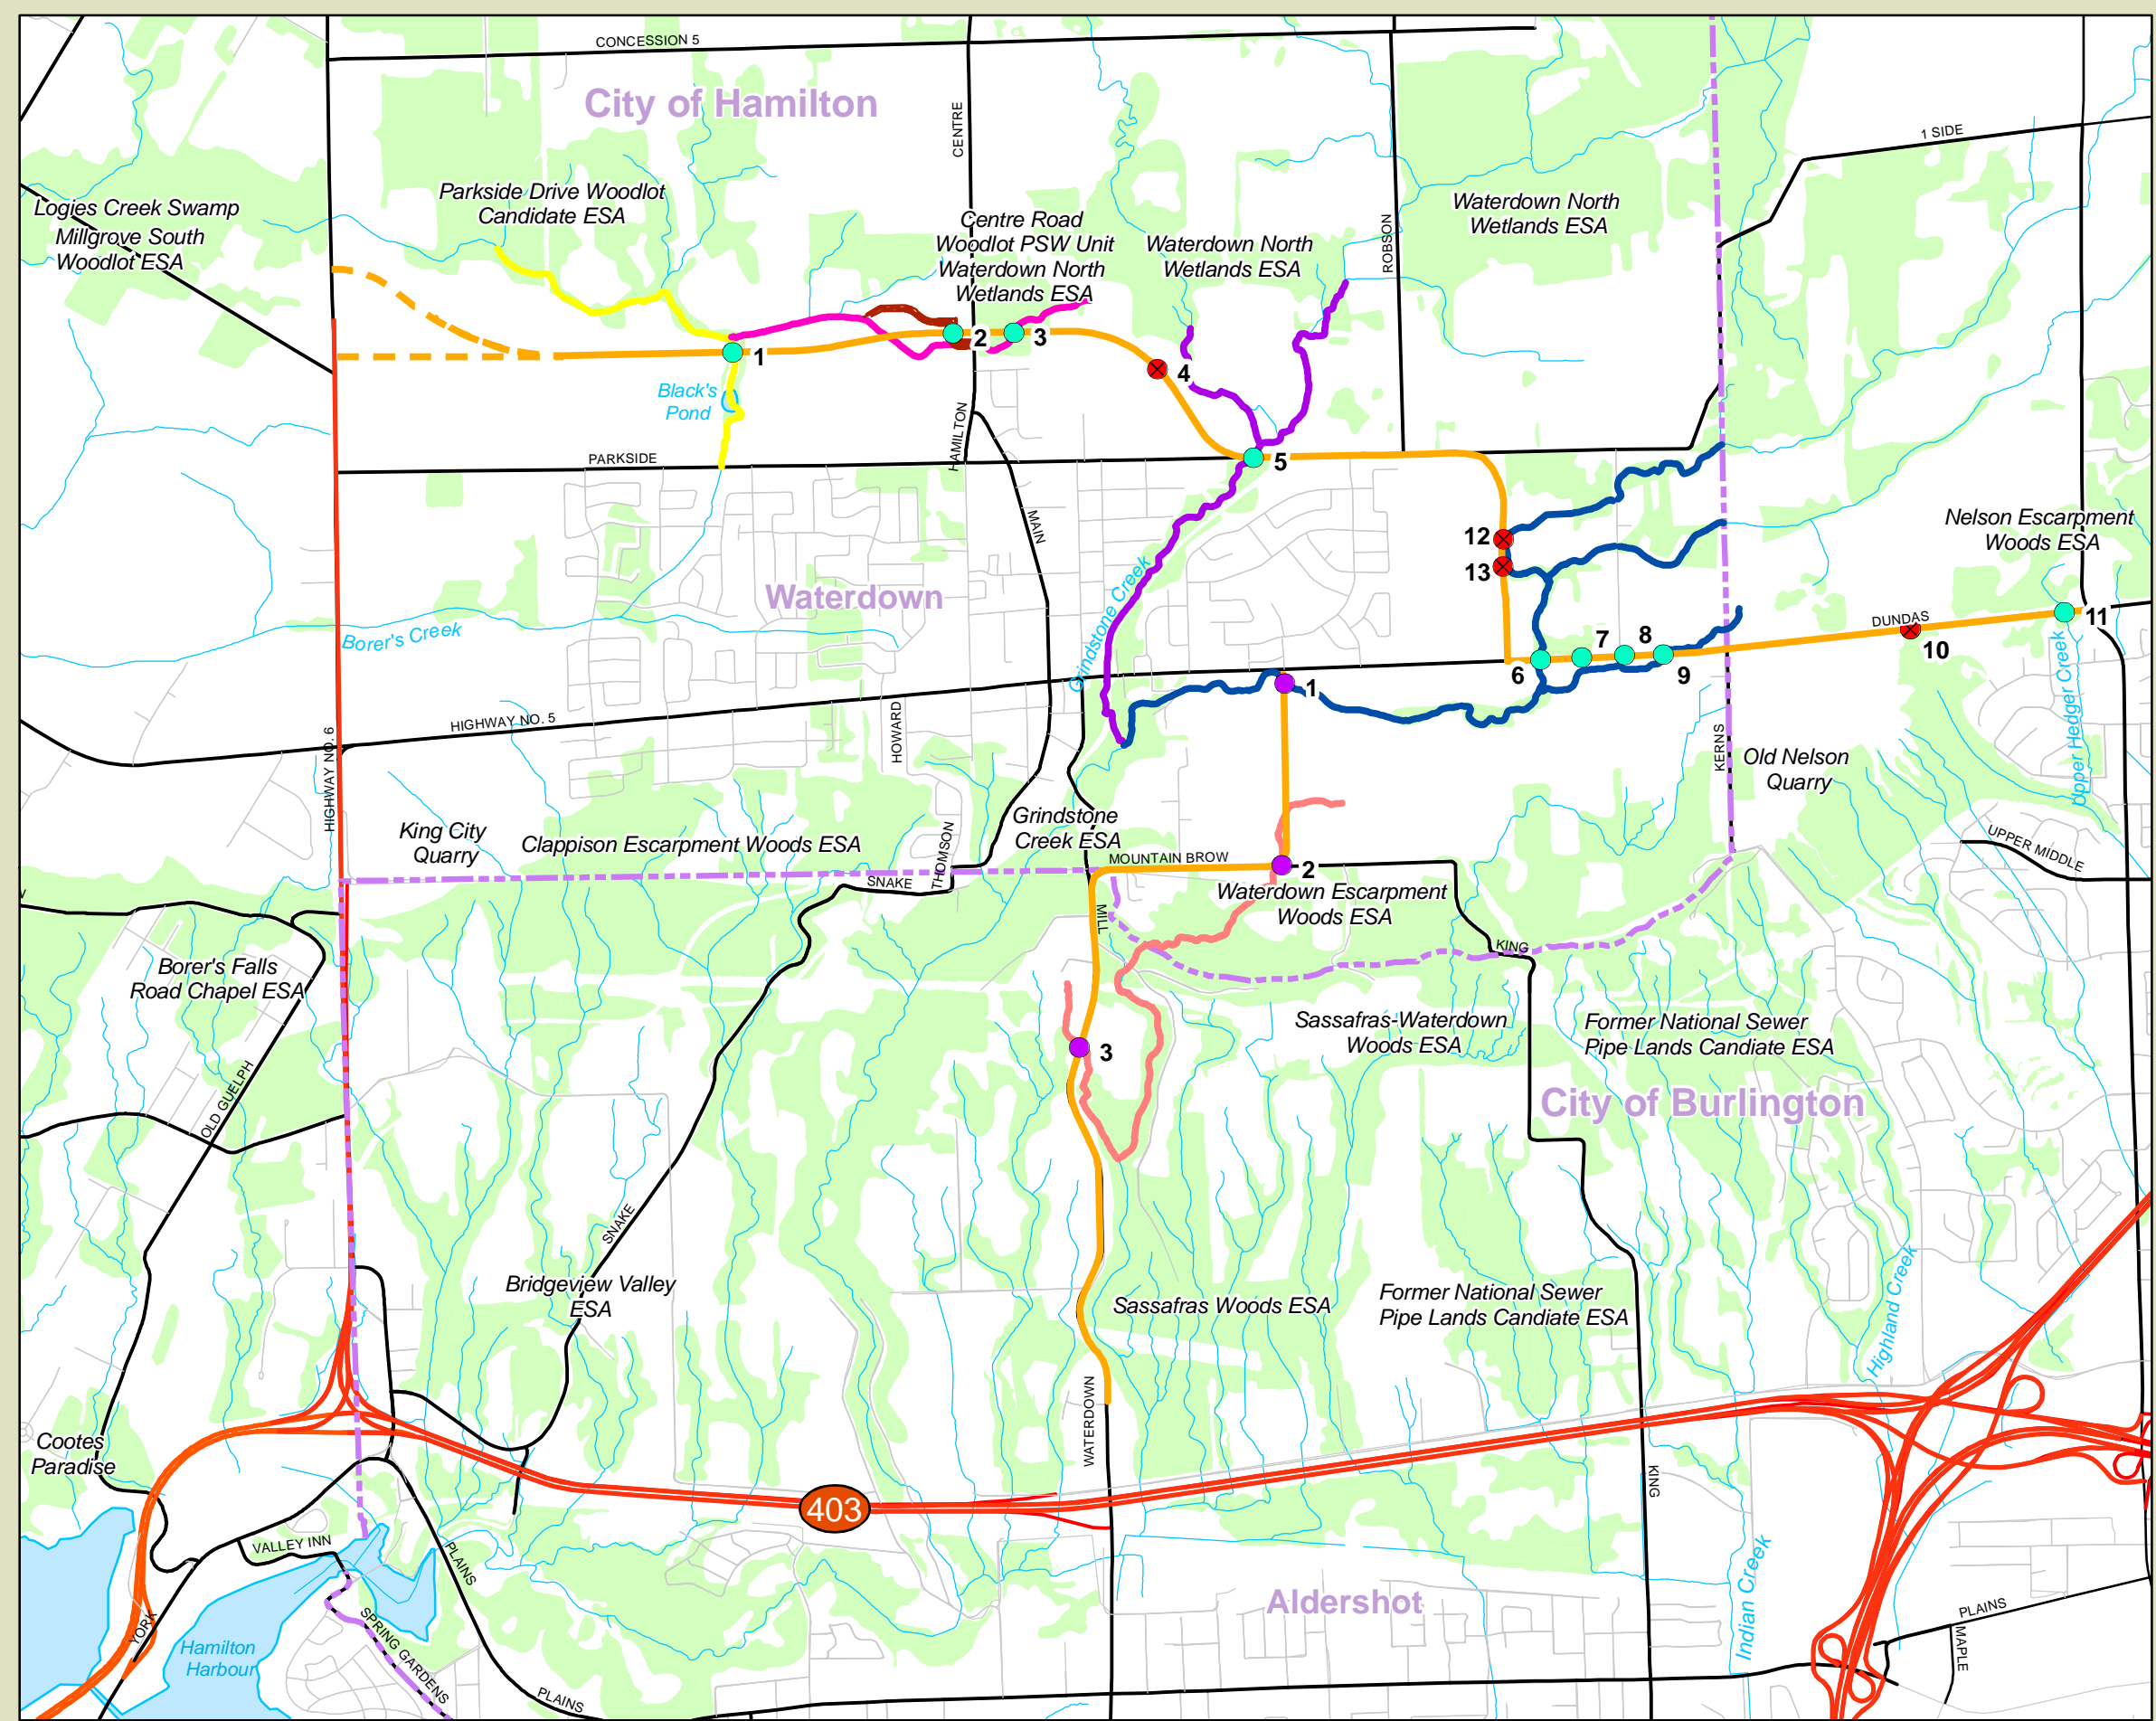 CONCESSION 5
City of Hamilton
CENTRE
1 SIDE
Logies Creek Swamp
Millgrove South
Woodlot ESA
Parkside Drive Woodlot
Candidate ESA
Centre Road
Woodlot PSW Unit
Waterdown North
Wetlands ESA
Waterdown North
Wetlands ESA
ROBSON
Waterdown North
Wetlands ESA
1
2
3
4
5
Black's
Pond
HAMILTON
PARKSIDE
MAIN
12
13
Nelson Escarpment
Woods ESA
Waterdown
Grindstone Creek
Borer's Creek
DUNDAS
6
7
8
9
10
11
Upper Hedger Creek
1
HIGHWAY NO. 5
HIGHWAY NO. 6
HOWARD
KERNS
Old Nelson
Quarry
King City
Quarry
Clappison Escarpment Woods ESA
Grindstone
Creek ESA
THOMSON
SNAKE
MOUNTAIN BROW
2
UPPER MIDDLE
Waterdown Escarpment
Woods ESA
MILL
KING
Borer's Falls
Road Chapel ESA
3
Sassafras-Waterdown
Woods ESA
Former National Sewer
Pipe Lands Candiate ESA
OLD GUELPH
City of Burlington
SNAKE
Bridgeview Valley
ESA
Sassafras Woods ESA
Former National Sewer
Pipe Lands Candiate ESA
Highland Creek
WATERDOWN
Cootes
Paradise
403
KING
VALLEY INN
PLAINS
Indian Creek
Aldershot
YORK
Hamilton
Harbour
SPRING GARDENS
PLAINS
PLAINS
MAPLE